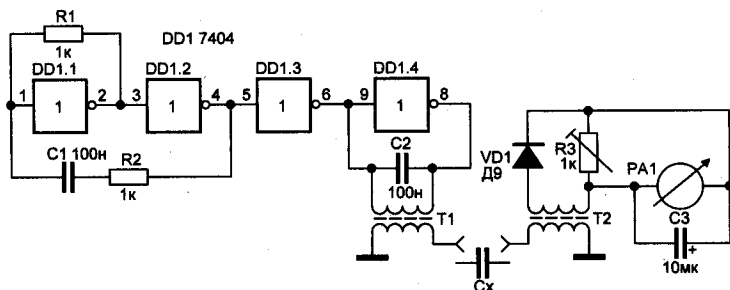 R1
1к
DD1 7404
DD1.1
DD1.2
DD1.3
DD1.4
1 1 2 3 1 4 5 1 6 9 1 8
C1 100н
R2
1к
C2
100н
T1
VD1
Д9
R3
1к
PA1
T2
C3
+
10мк
Cx